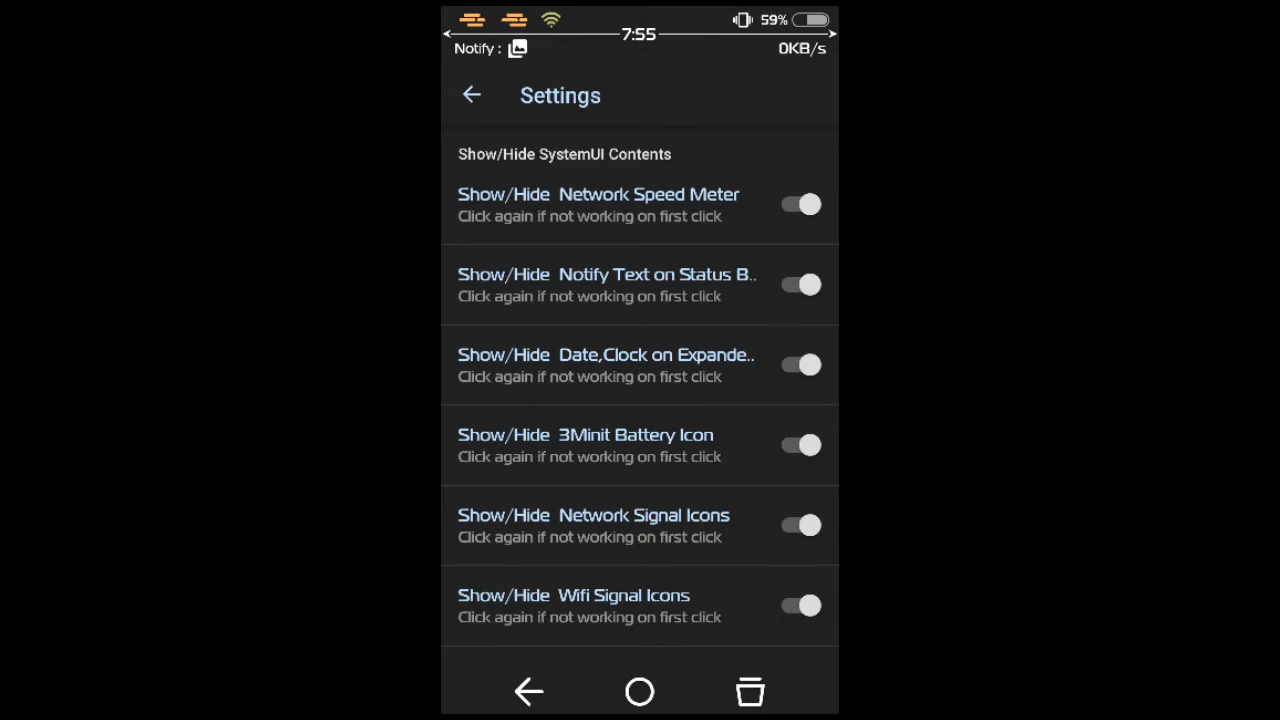 59%
7:55
Notify : 0KB/s
Settings
Show/Hide SystemUI Contents
Show/Hide Network Speed Meter
Click again if not working on first click
Show/Hide Notify Text on Status B..
Click again if not working on first click
Show/Hide Date,Clock on Expande..
Click again if not working on first click
Show/Hide 3Minit Battery Icon
Click again if not working on first click
Show/Hide Network Signal Icons
Click again if not working on first click
Show/Hide Wifi Signal Icons
Click again if not working on first click